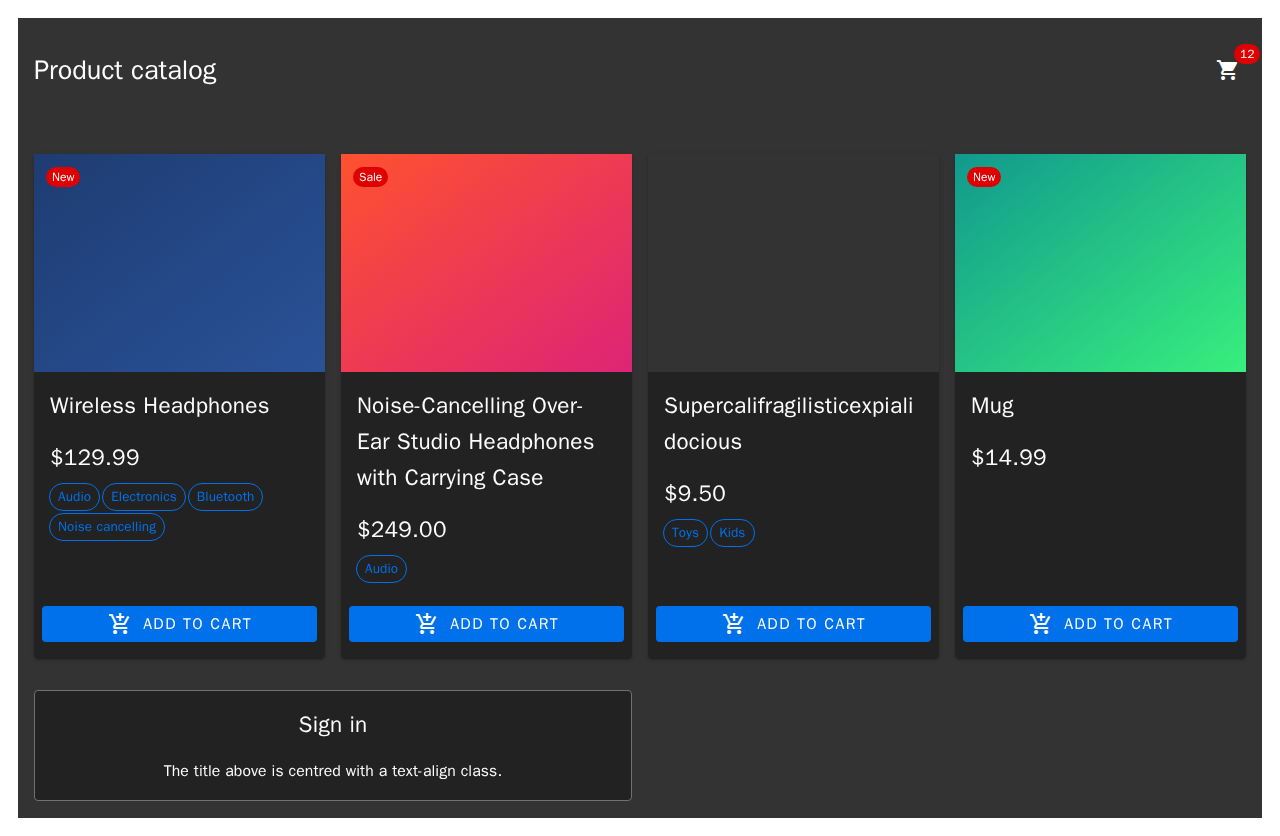 Product catalog
12
New
Sale
New
Wireless Headphones
$129.99
Audio Electronics Bluetooth
Noise cancelling
ADD TO CART
Noise-Cancelling Over-
Ear Studio Headphones
with Carrying Case
$249.00
Audio
ADD TO CART
Supercalifragilisticexpiali
docious
$9.50
Toys Kids
ADD TO CART
Mug
$14.99
ADD TO CART
Sign in
The title above is centred with a text-align class.